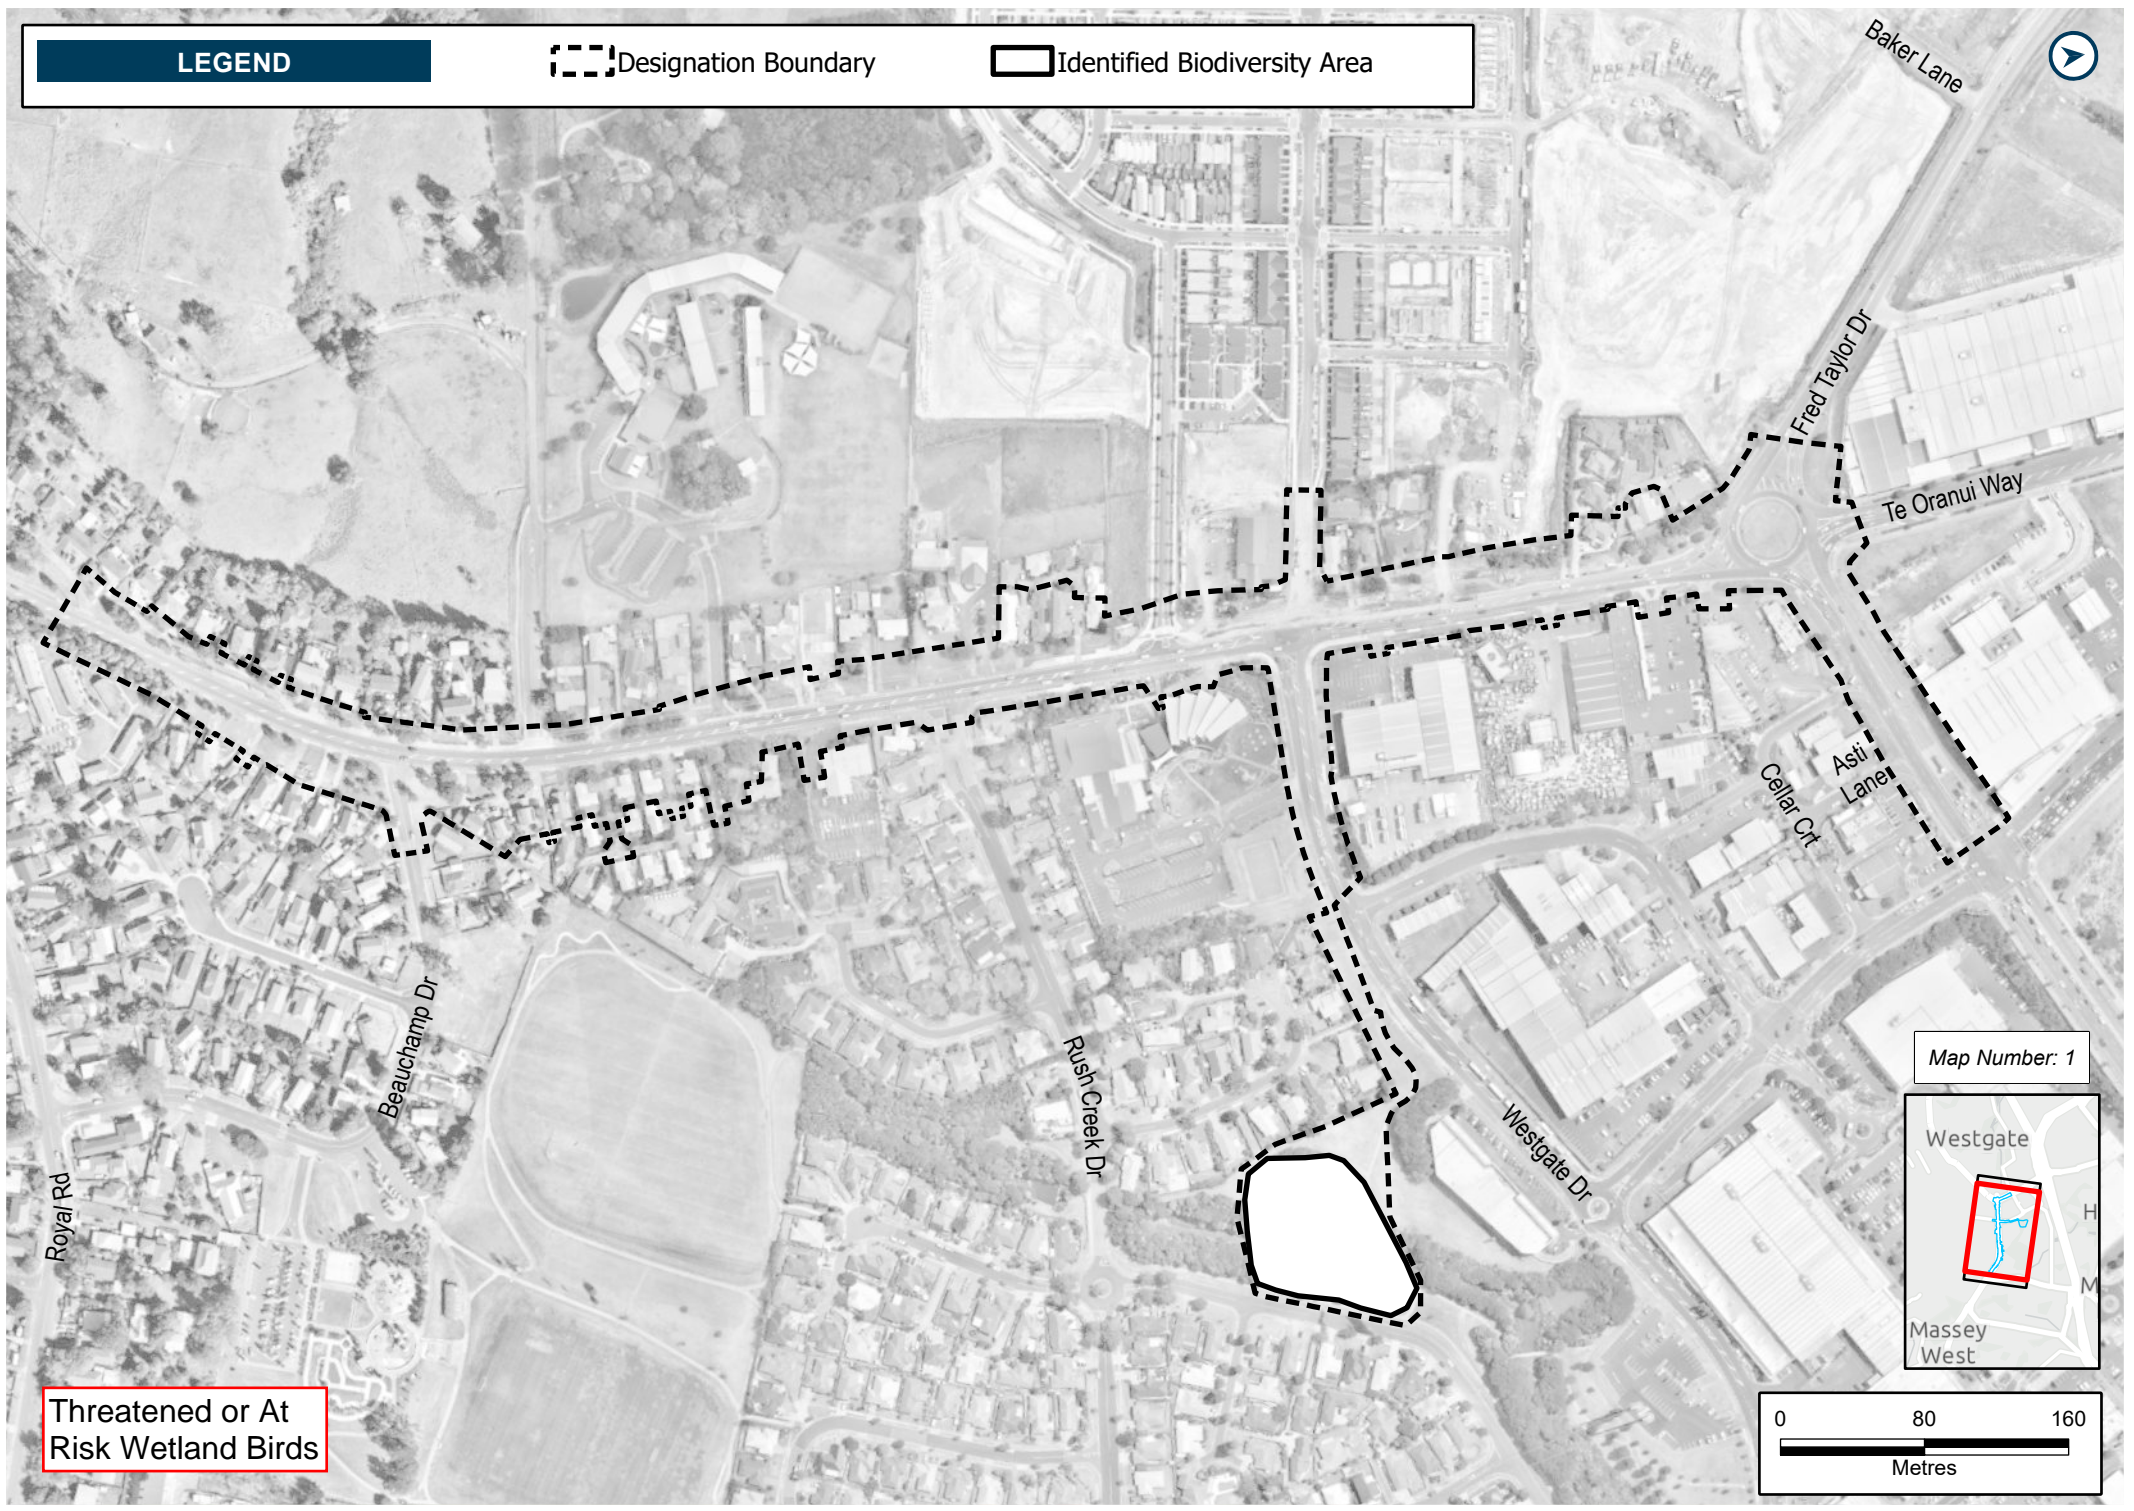 LEGEND
Designation Boundary
Identified Biodiversity Area
Baker Lane
Fred Taylor Dr
Te Oranui Way
Asti
Lane
Cellar Crt
Beauchamp Dr
Rush Creek Dr
Westgate Dr
Royal Rd
Map Number: 1
Westgate
H
M
Massey
West
Threatened or At
Risk Wetland Birds
0 80 160
Metres